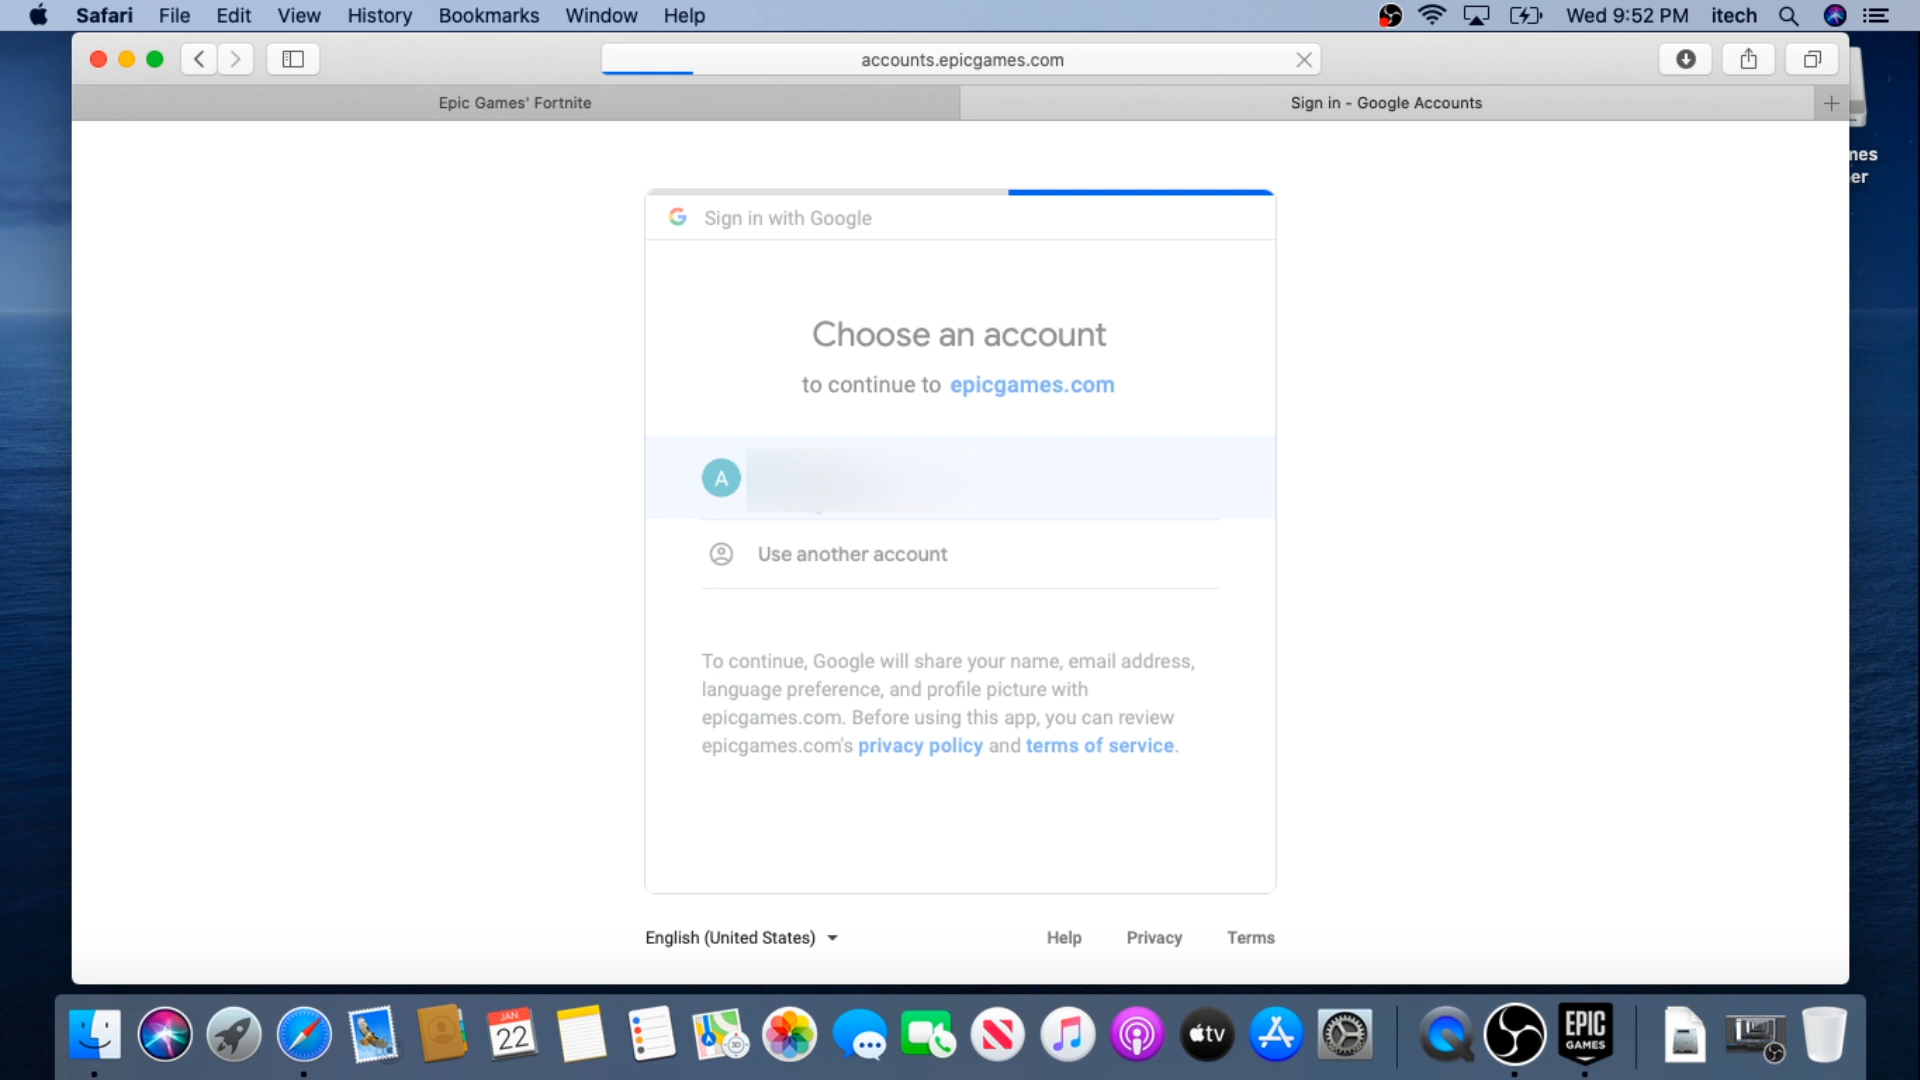 Safari File Edit View History Bookmarks Window Help Wed 9:52 PM itech
accounts.epicgames.com
Epic Games' Fortnite Sign in - Google Accounts
Sign in with Google
Choose an account
to continue to epicgames.com
A
Use another account
To continue, Google will share your name, email address,
language preference, and profile picture with
epicgames.com. Before using this app, you can review
epicgames.com's privacy policy and terms of service.
English (United States) Help Privacy Terms
JAN
22
3D
tv
EPIC
GAMES